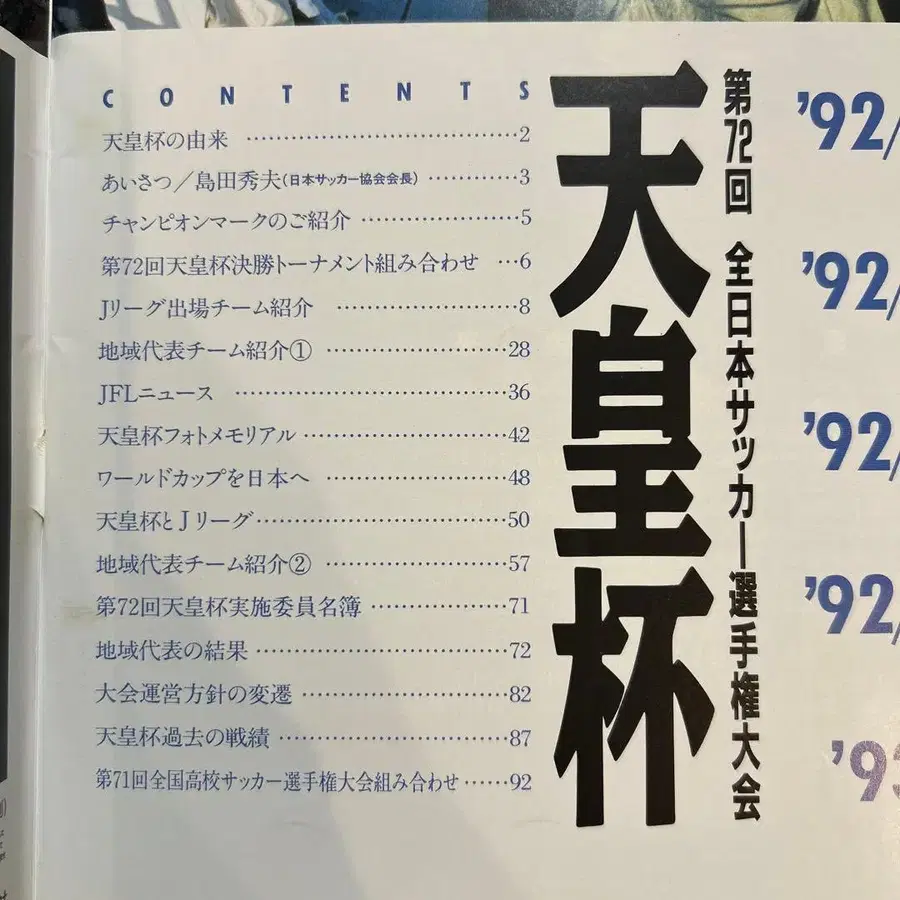 CONTENTS
天皇杯の由来 ……………………………2
あいさつ／島田秀夫(日本サッカー協会会長) …………3
チャンピオンマークのご紹介 …………………5
第72回天皇杯決勝トーナメント組み合わせ …6
Jリーグ出場チーム紹介 …………………8
地域代表チーム紹介① …………………28
JFLニュース ……………………………36
天皇杯フォトメモリアル ……………………42
ワールドカップを日本へ …………………48
天皇杯とJリーグ…………………………50
地域代表チーム紹介② …………………57
第72回天皇杯実施委員名簿 ……………71
地域代表の結果 …………………………72
大会運営方針の変遷 ……………………82
天皇杯過去の戦績 ………………………87
第71回全国高校サッカー選手権大会組み合わせ ……92
天皇杯
第72回 全日本サッカー選手権大会
'92/
'92/
'92/
'92/
'93